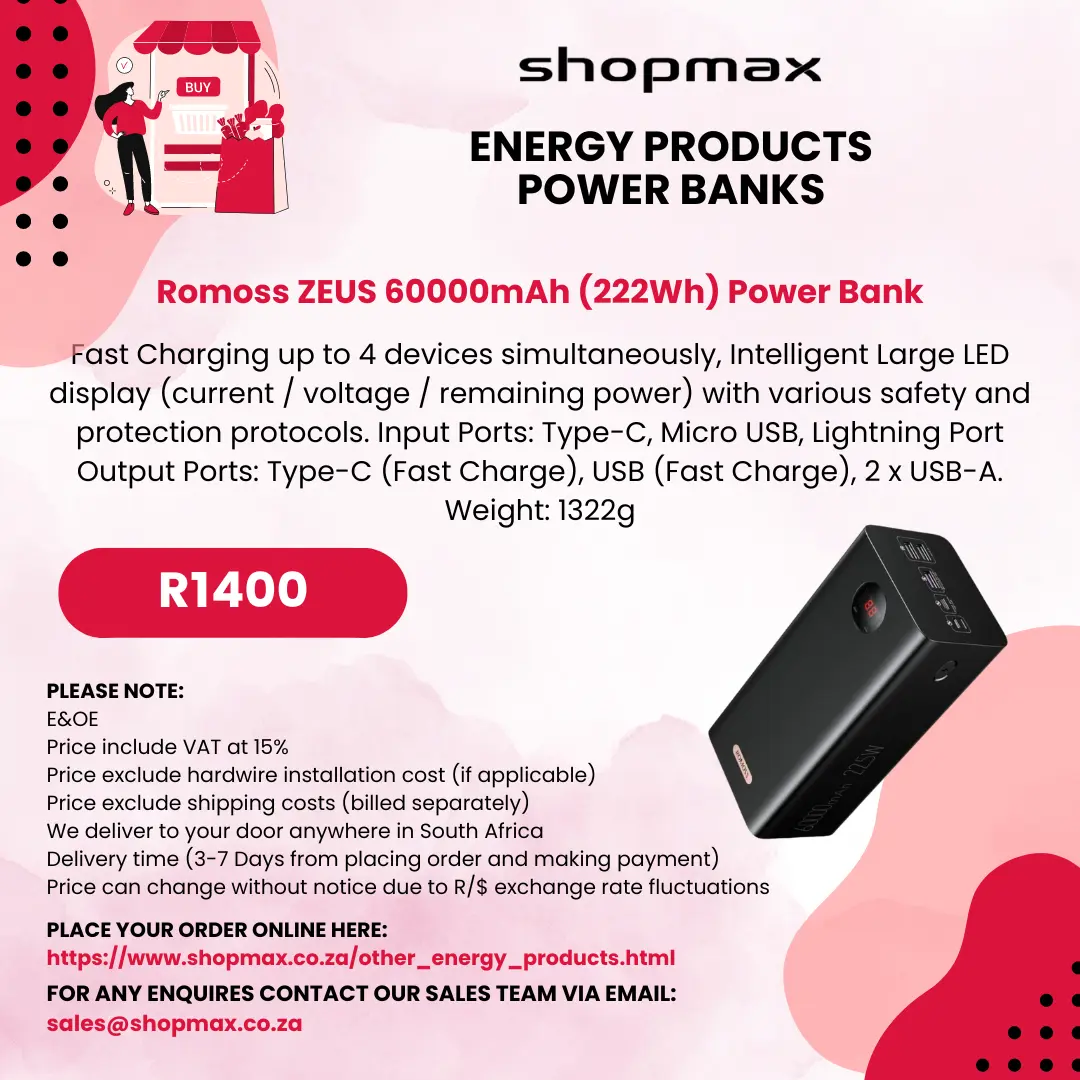 BUY
shopmax
ENERGY PRODUCTS
POWER BANKS
Romoss ZEUS 60000mAh (222Wh) Power Bank
Fast Charging up to 4 devices simultaneously, Intelligent Large LED
display (current / voltage / remaining power) with various safety and
protection protocols. Input Ports: Type-C, Micro USB, Lightning Port
Output Ports: Type-C (Fast Charge), USB (Fast Charge), 2 x USB-A.
Weight: 1322g
R1400
88
ROMOSS
60000mAh 22.5W
PLEASE NOTE:
E&OE
Price include VAT at 15%
Price exclude hardwire installation cost (if applicable)
Price exclude shipping costs (billed separately)
We deliver to your door anywhere in South Africa
Delivery time (3-7 Days from placing order and making payment)
Price can change without notice due to R/$ exchange rate fluctuations
PLACE YOUR ORDER ONLINE HERE:
https://www.shopmax.co.za/other_energy_products.html
FOR ANY ENQUIRES CONTACT OUR SALES TEAM VIA EMAIL:
sales@shopmax.co.za